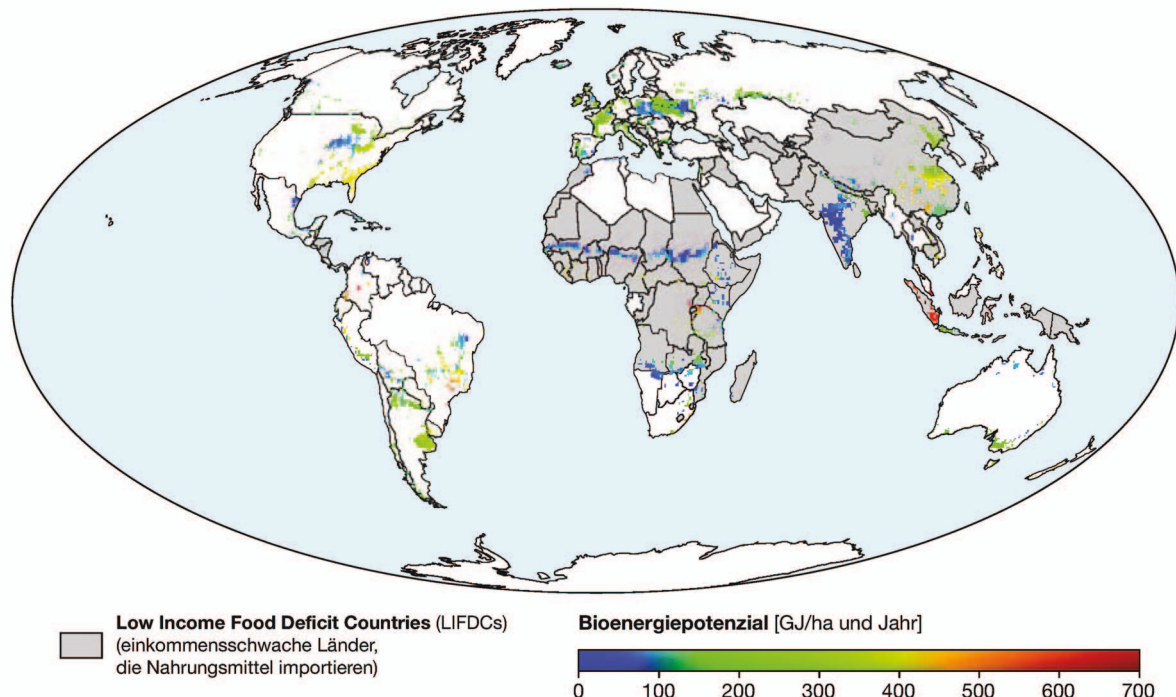 Low Income Food Deficit Countries (LIFDCs)
(einkommensschwache Länder,
die Nahrungsmittel importieren)
Bioenergiepotenzial [GJ/ha und Jahr]
0 100 200 300 400 500 600 700